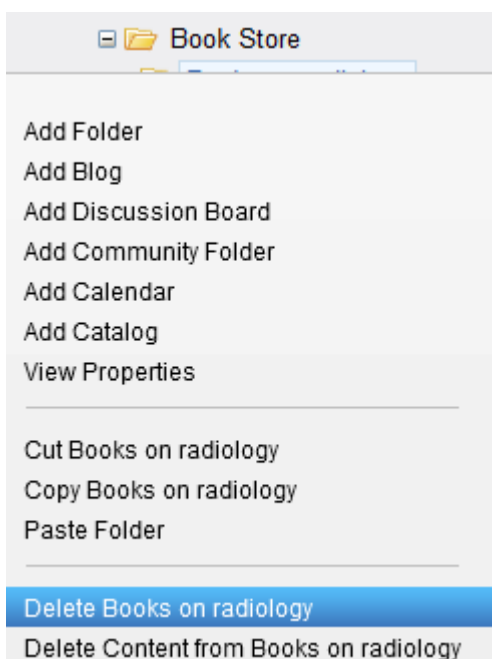 Book Store
Add Folder
Add Blog
Add Discussion Board
Add Community Folder
Add Calendar
Add Catalog
View Properties
Cut Books on radiology
Copy Books on radiology
Paste Folder
Delete Books on radiology
Delete Content from Books on radiology